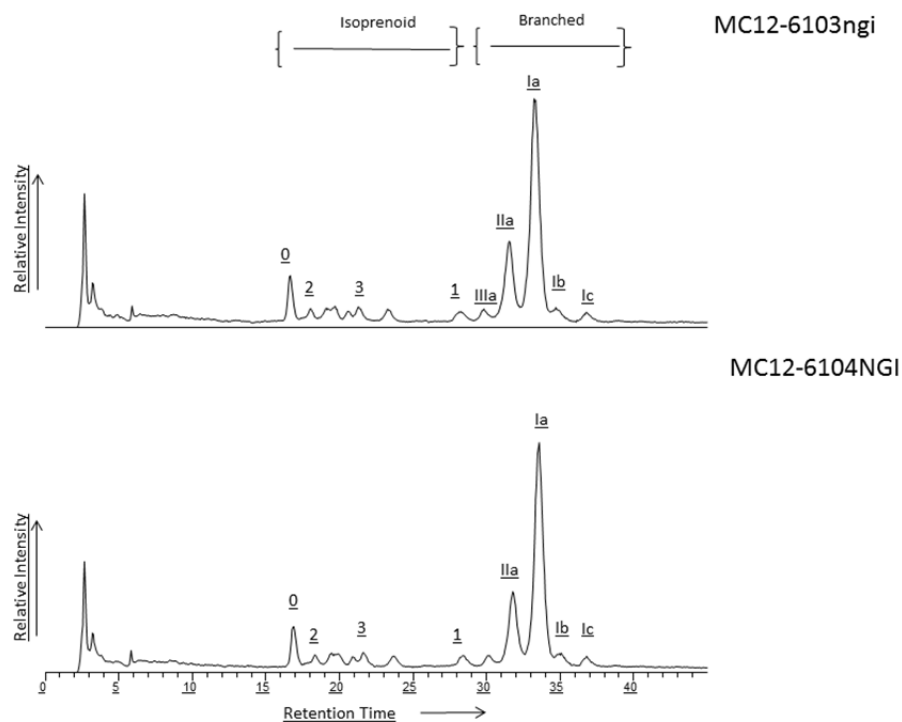 Isoprenoid
Branched
MC12-6103ngi
Ia
Relative Intensity
IIa
0
2
3
1
IIIa
Ib
Ic
MC12-6104NGI
Ia
Relative Intensity
IIa
0
2
3
1
Ib
Ic
0 5 10 15 20 25 30 35 40
Retention Time